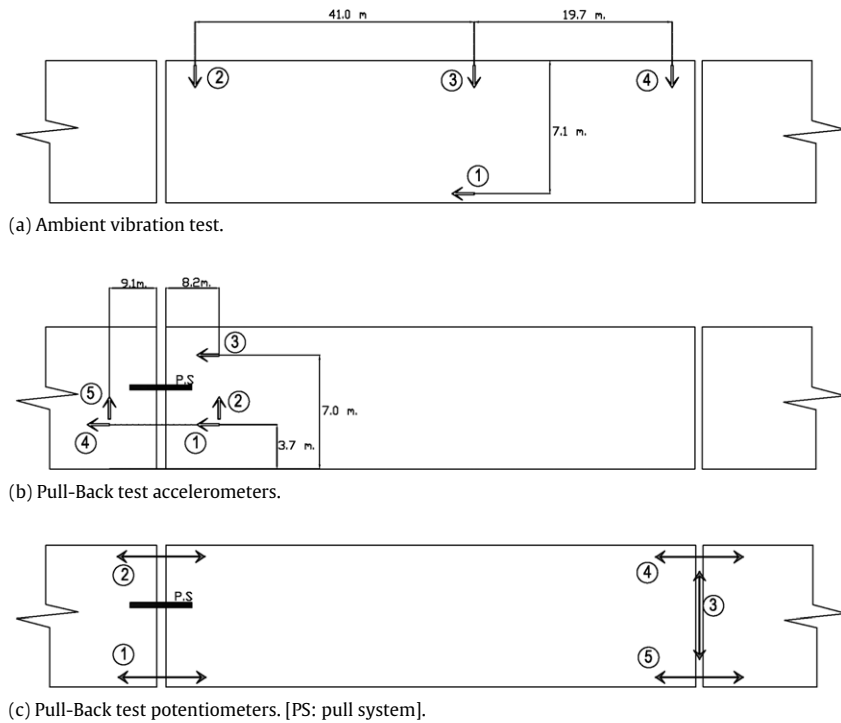 41.0 m 19.7 m.
② ③ ④
7.1 m.
①
(a) Ambient vibration test.
9.1m. 8.2m.
③
P.S
⑤ ②
7.0 m.
④ ① 3.7 m.
(b) Pull-Back test accelerometers.
② ④
P.S ③
① ⑤
(c) Pull-Back test potentiometers. [PS: pull system].